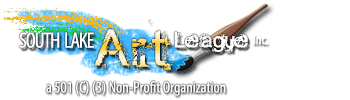 SOUTH LAKE Art League Inc.
a 501 (C) (3) Non-Profit Organization